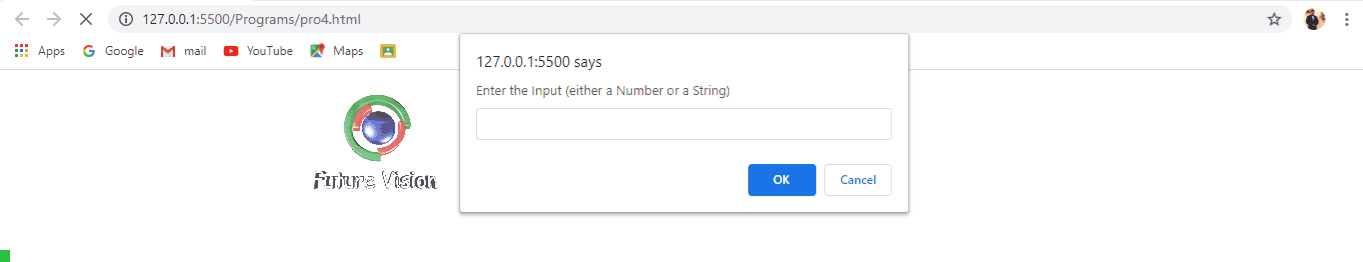 127.0.0.1:5500/Programs/pro4.html
Apps Google mail YouTube Maps
127.0.0.1:5500 says
Enter the Input (either a Number or a String)
OK Cancel
Future Vision